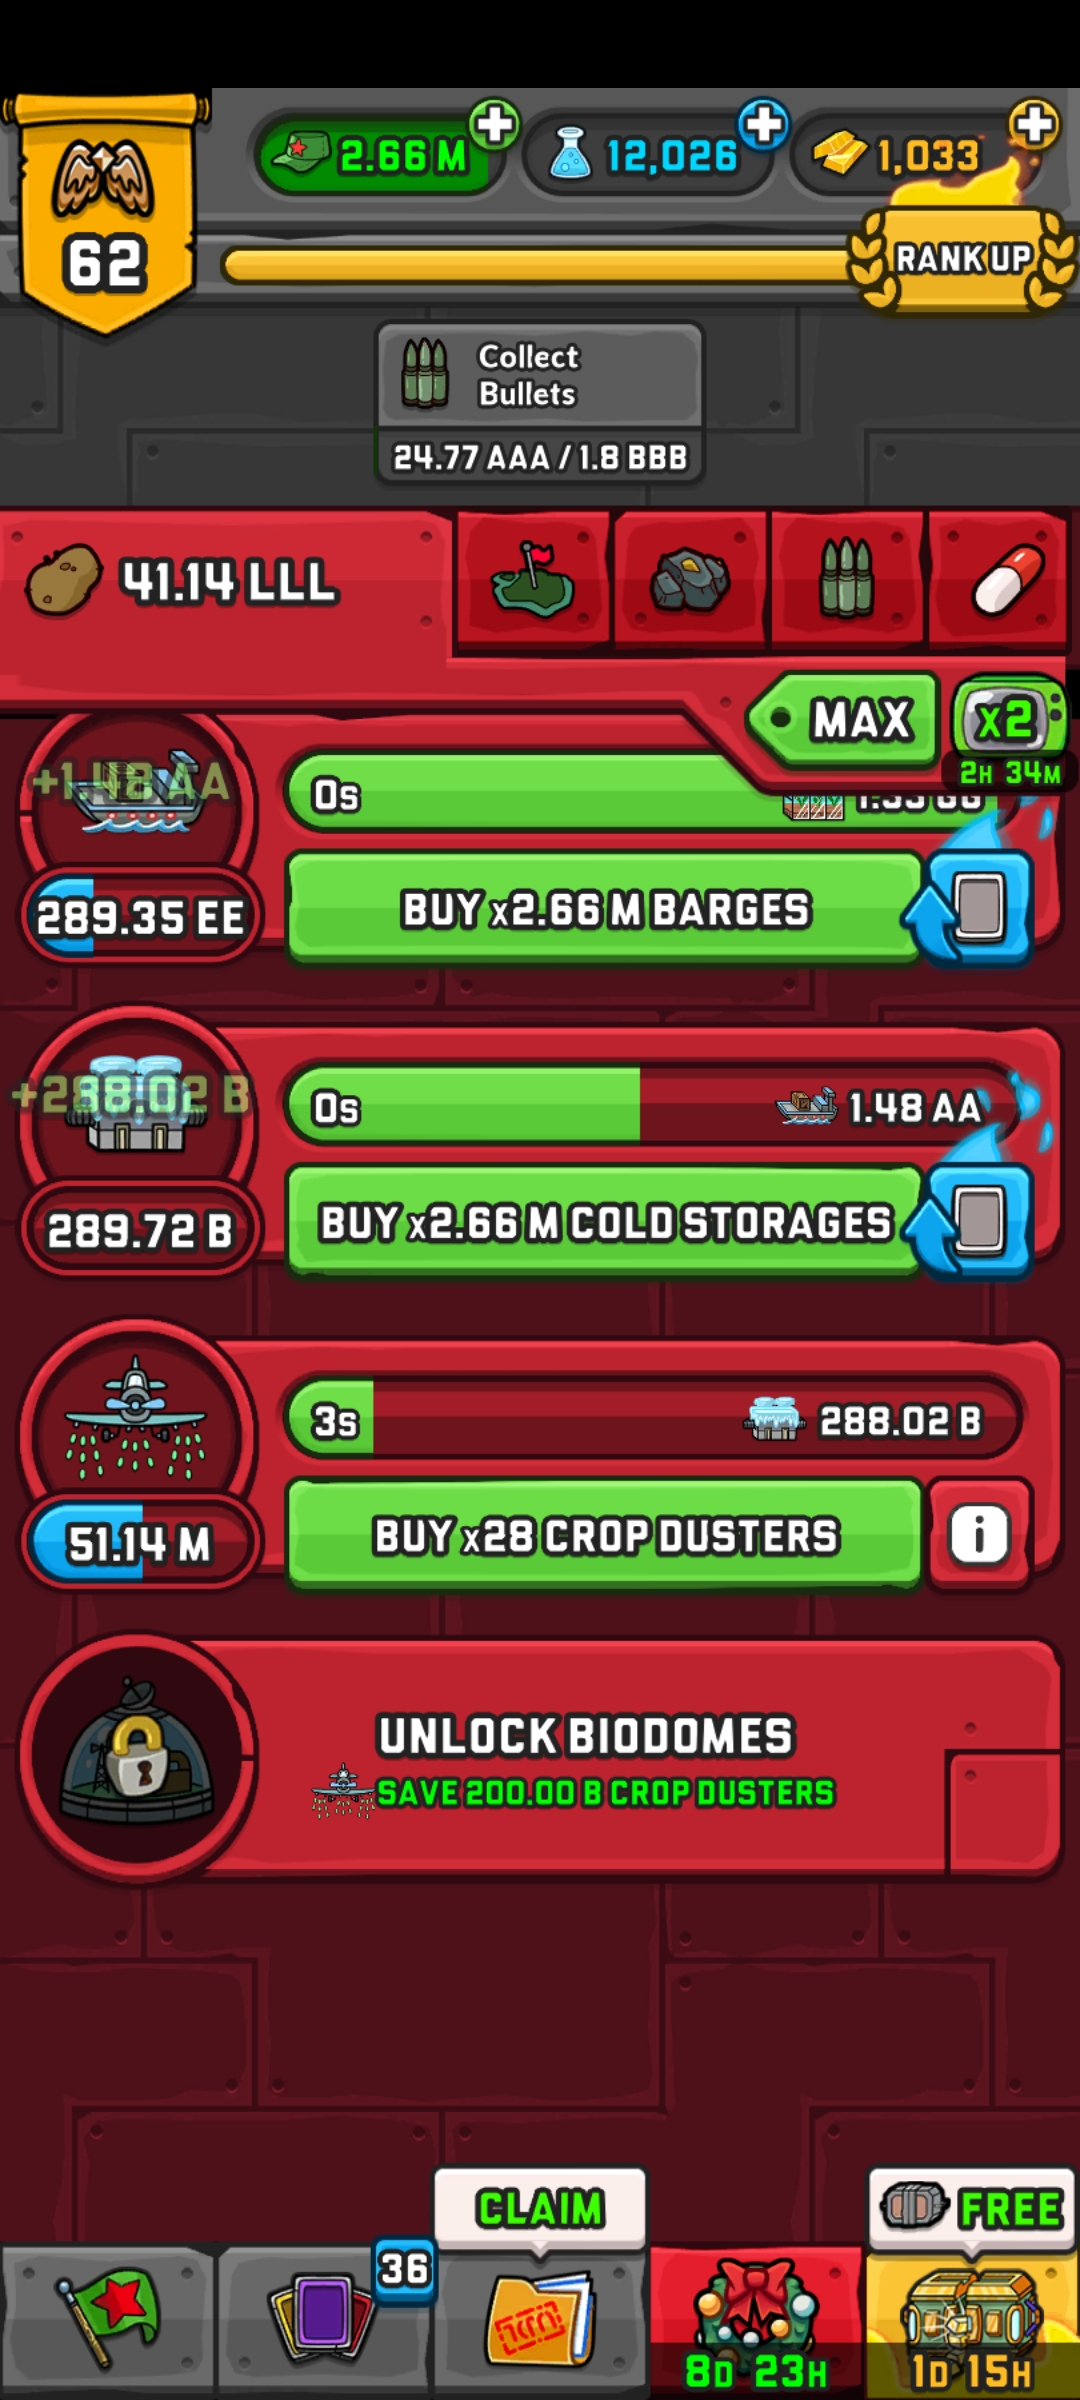 2.66 M
12,026
1,033
62
RANK UP
Collect
Bullets
24.77 AAA / 1.8 BBB
41.14 LLL
MAX
x2
2H 34M
+1.48 AA
0s
289.35 EE
BUY x2.66 M BARGES
+288.02 B
0s
1.48 AA
289.72 B
BUY x2.66 M COLD STORAGES
3s
288.02 B
51.14 M
BUY x28 CROP DUSTERS
i
UNLOCK BIODOMES
SAVE 200.00 B CROP DUSTERS
CLAIM
FREE
36
8D 23H
1D 15H